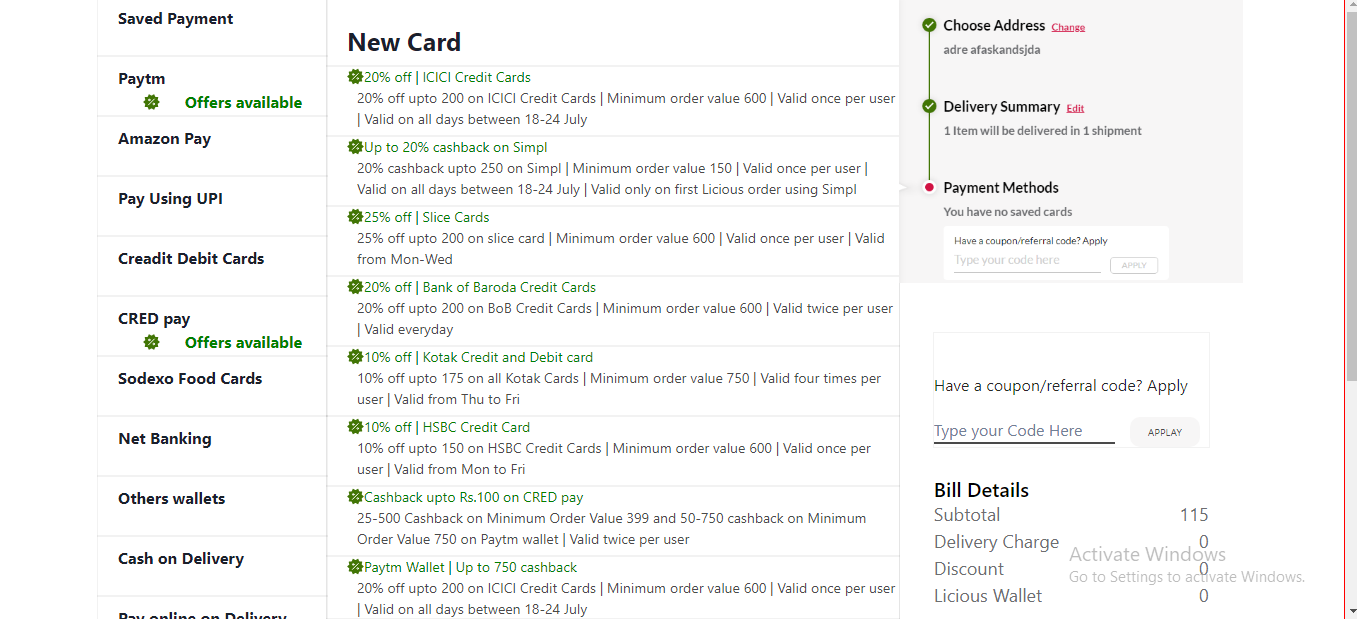 Saved Payment
Paytm
Offers available
Amazon Pay
Pay Using UPI
Creadit Debit Cards
CRED pay
Offers available
Sodexo Food Cards
Net Banking
Others wallets
Cash on Delivery
Pay online on Delivery
New Card
20% off | ICICI Credit Cards
20% off upto 200 on ICICI Credit Cards | Minimum order value 600 | Valid once per user
| Valid on all days between 18-24 July
Up to 20% cashback on Simpl
20% cashback upto 250 on Simpl | Minimum order value 150 | Valid once per user |
Valid on all days between 18-24 July | Valid only on first Licious order using Simpl
25% off | Slice Cards
25% off upto 200 on slice card | Minimum order value 600 | Valid once per user | Valid
from Mon-Wed
20% off | Bank of Baroda Credit Cards
20% off upto 200 on BoB Credit Cards | Minimum order value 600 | Valid twice per user
| Valid everyday
10% off | Kotak Credit and Debit card
10% off upto 175 on all Kotak Cards | Minimum order value 750 | Valid four times per
user | Valid from Thu to Fri
10% off | HSBC Credit Card
10% off upto 150 on HSBC Credit Cards | Minimum order value 600 | Valid once per
user | Valid from Mon to Fri
Cashback upto Rs.100 on CRED pay
25-500 Cashback on Minimum Order Value 399 and 50-750 cashback on Minimum
Order Value 750 on Paytm wallet | Valid twice per user
Paytm Wallet | Up to 750 cashback
20% off upto 200 on ICICI Credit Cards | Minimum order value 600 | Valid once per user
| Valid on all days between 18-24 July
Choose Address Change
adre afaskandsjda
Delivery Summary Edit
1 Item will be delivered in 1 shipment
Payment Methods
You have no saved cards
Have a coupon/referral code? Apply
Type your code here APPLY
Have a coupon/referral code? Apply
Type your Code Here APPLAY
Bill Details
Subtotal 115
Delivery Charge 0
Discount 0
Licious Wallet 0
Activate Windows
Go to Settings to activate Windows.